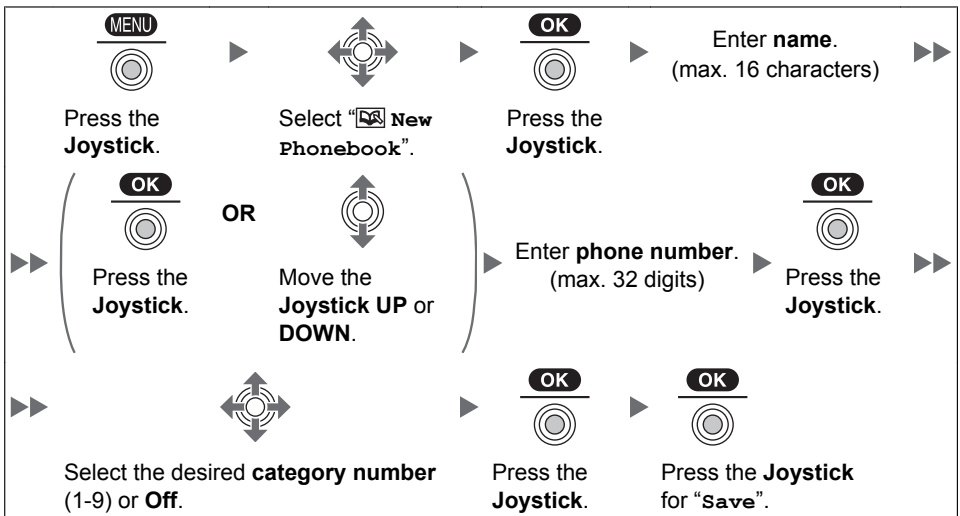 MENU
Press the
Joystick.
Select “ New
Phonebook”.
OK
Press the
Joystick.
Enter name.
(max. 16 characters)
OK
Press the
Joystick.
OR
Move the
Joystick UP or
DOWN.
Enter phone number.
(max. 32 digits)
OK
Press the
Joystick.
Select the desired category number
(1-9) or Off.
OK
Press the
Joystick.
OK
Press the Joystick
for “Save”.